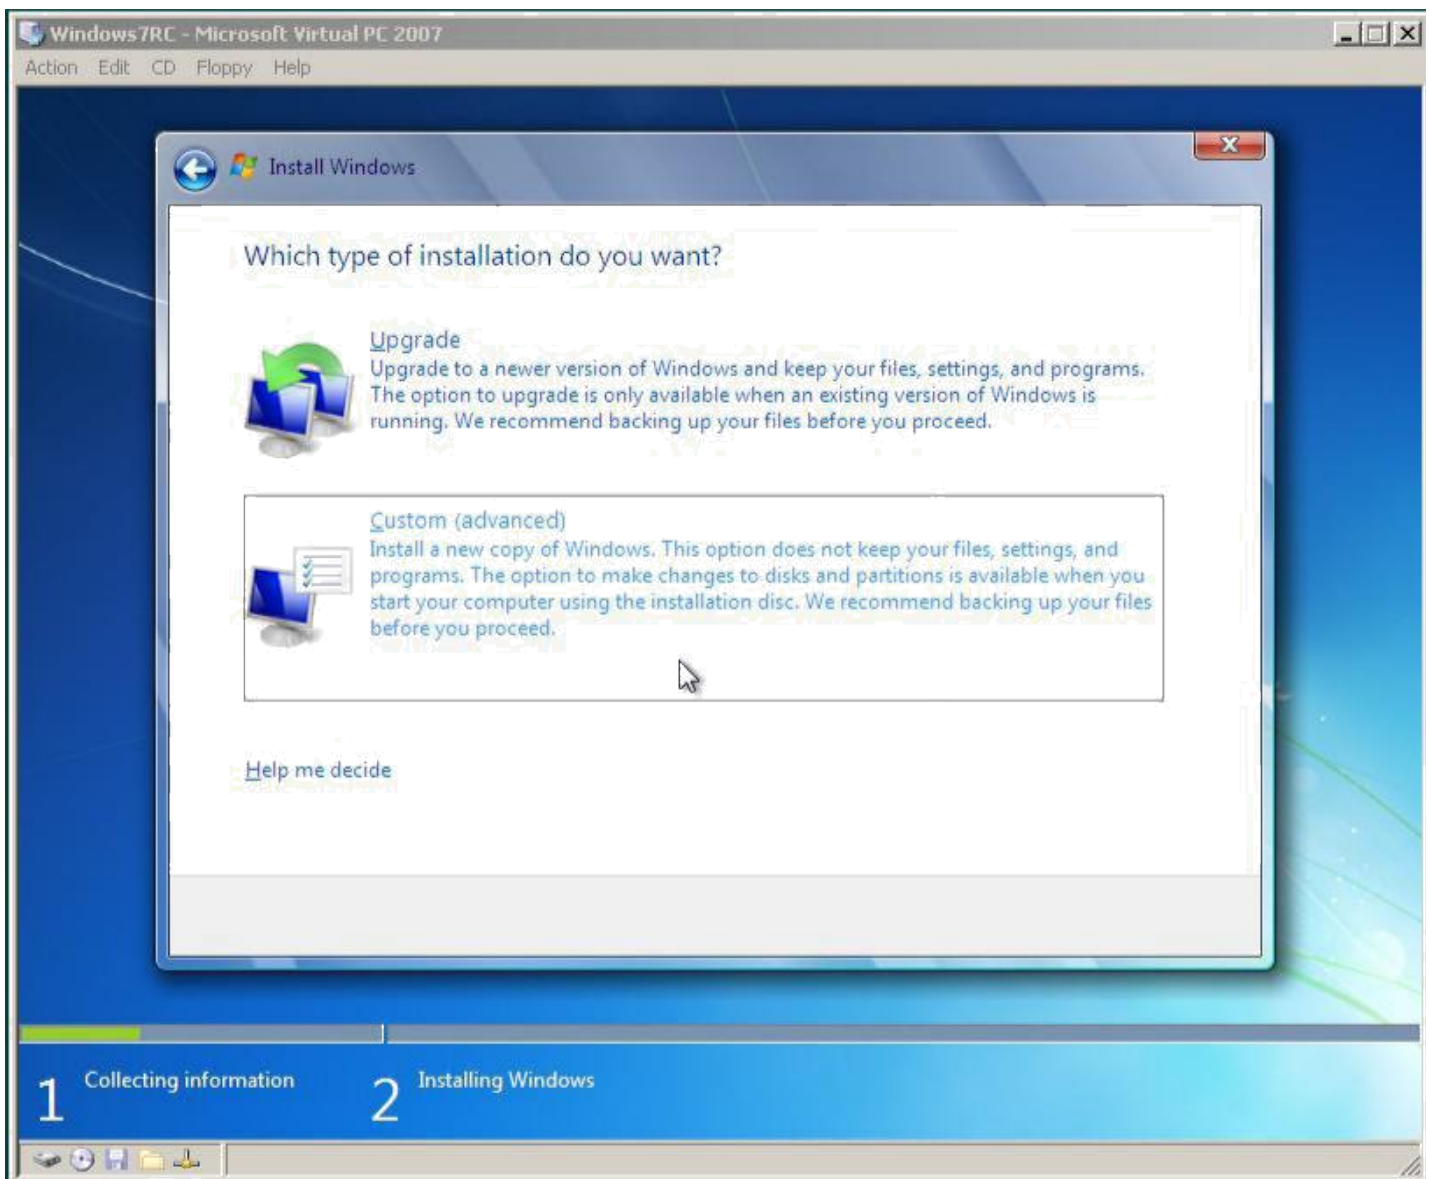 Windows7RC - Microsoft Virtual PC 2007
Action Edit CD Floppy Help
Install Windows
Which type of installation do you want?
Upgrade
Upgrade to a newer version of Windows and keep your files, settings, and programs.
The option to upgrade is only available when an existing version of Windows is
running. We recommend backing up your files before you proceed.
Custom (advanced)
Install a new copy of Windows. This option does not keep your files, settings, and
programs. The option to make changes to disks and partitions is available when you
start your computer using the installation disc. We recommend backing up your files
before you proceed.
Help me decide
1 Collecting information 2 Installing Windows